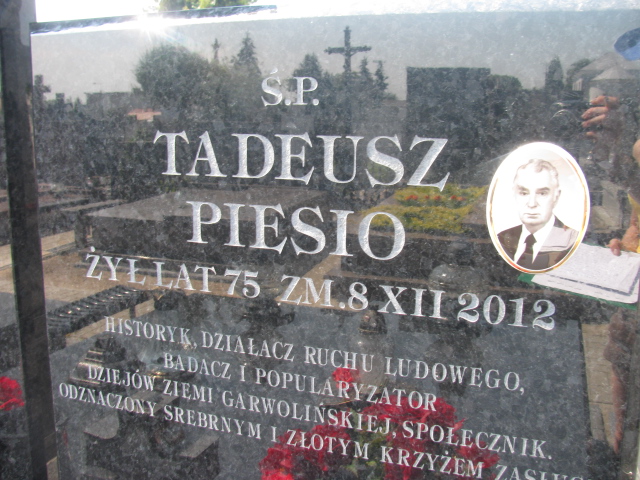 Ś.P.
TADEUSZ
PIESIO
ŻYŁ LAT 75 ZM. 8 XII 2012
HISTORYK, DZIAŁACZ RUCHU LUDOWEGO,
BADACZ I POPULARYZATOR
DZIEJÓW ZIEMI GARWOLIŃSKIEJ, SPOŁECZNIK.
ODZNACZONY SREBRNYM I ZŁOTYM KRZYŻEM